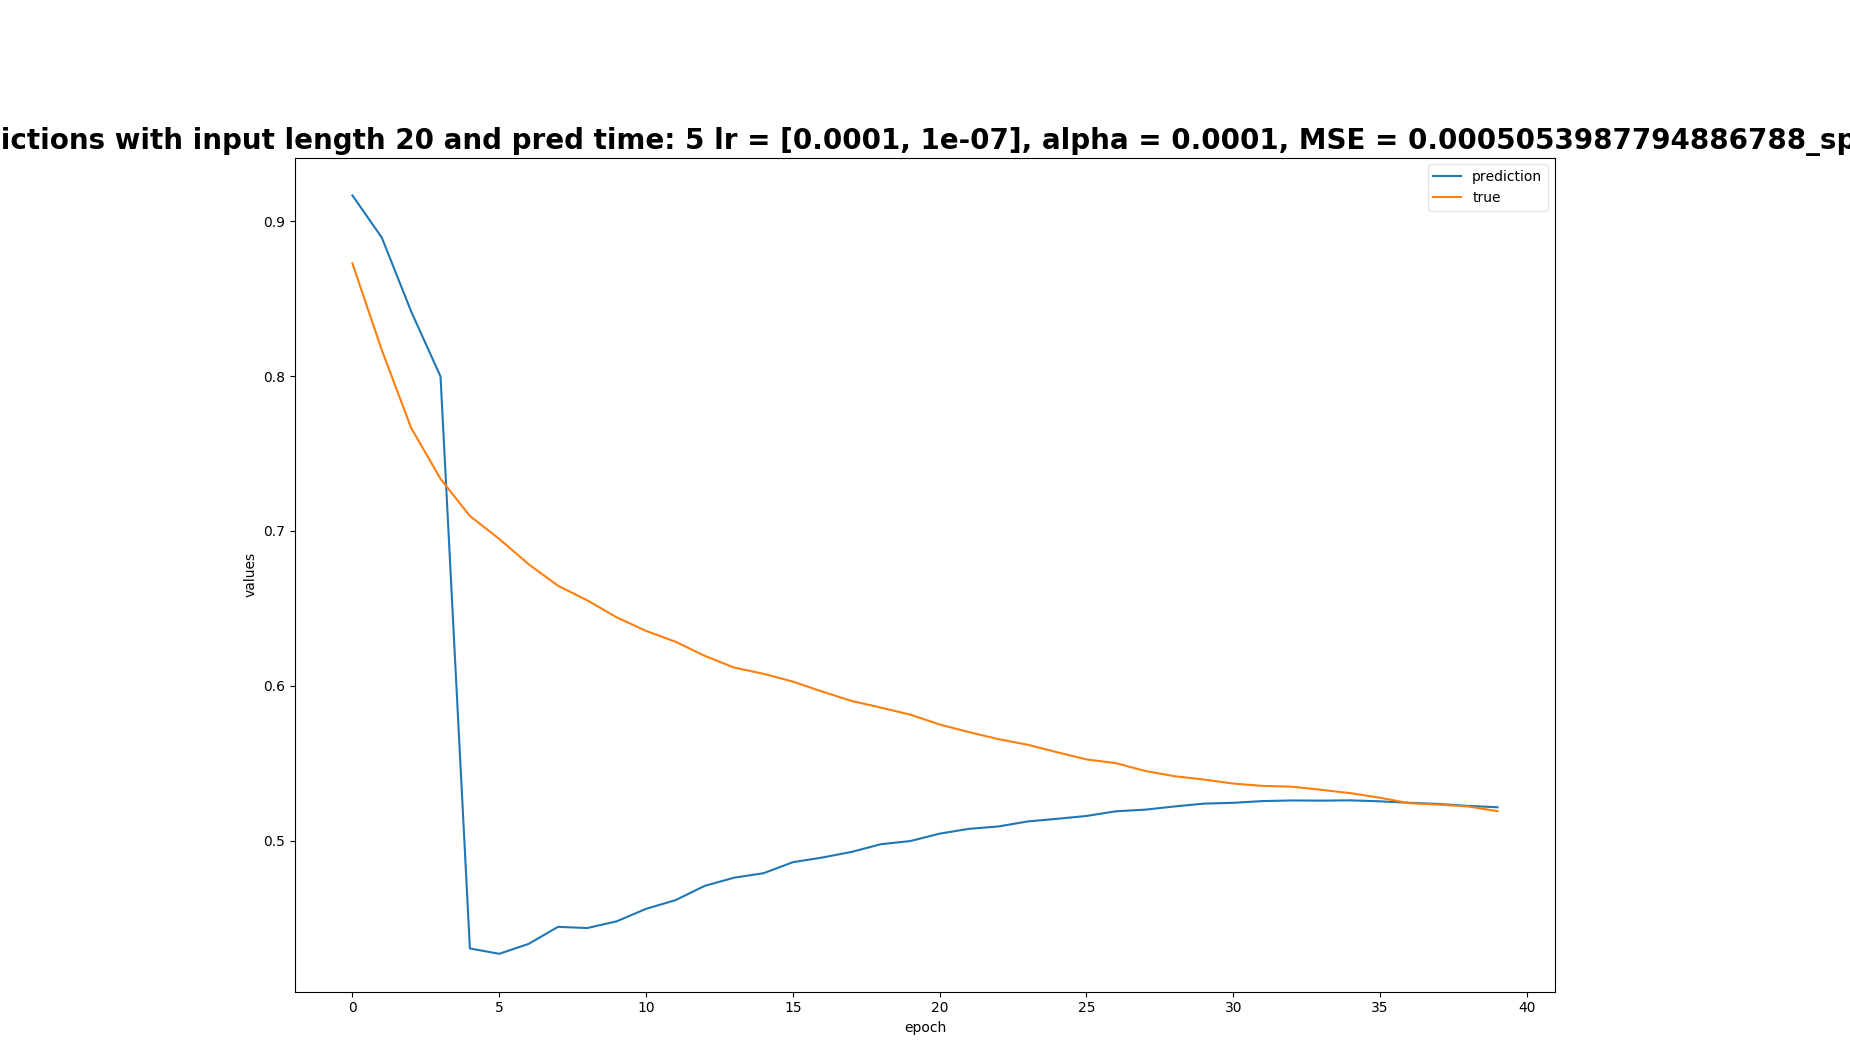 ictions with input length 20 and pred time: 5 lr = [0.0001, 1e-07], alpha = 0.0001, MSE = 0.0005053987794886788_sp
prediction
true
0.9
0.8
0.7
0.6
0.5
values
0 5 10 15 20 25 30 35 40
epoch